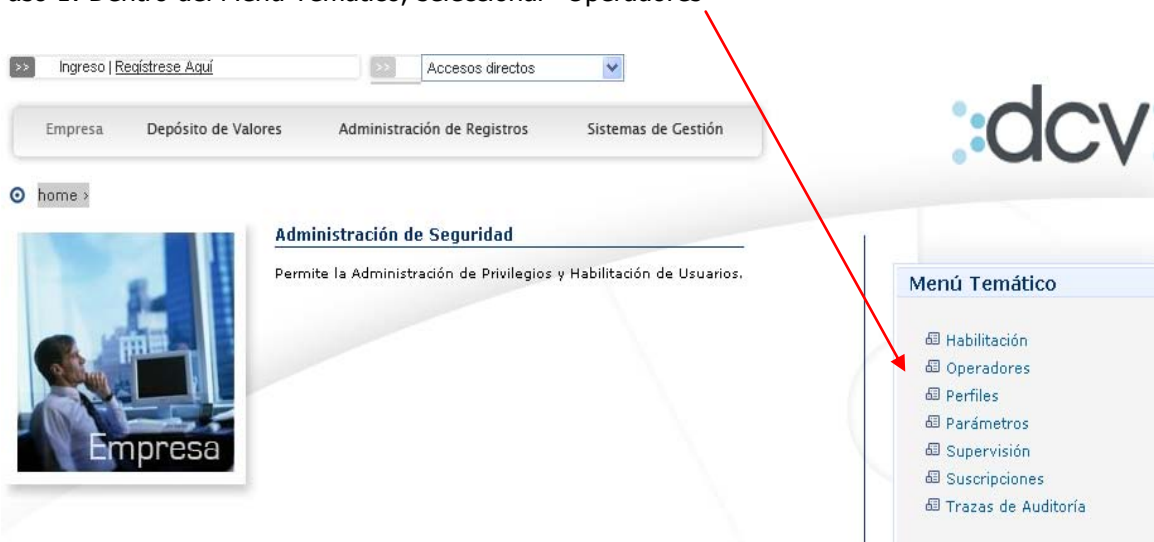 1. Dentro del Menú Temático, Seleccionar "Operadores"
>> Ingreso | Regístrese Aquí >> Accesos directos
Empresa Depósito de Valores Administración de Registros Sistemas de Gestión
:dcv
home ›
Administración de Seguridad
Permite la Administración de Privilegios y Habilitación de Usuarios.
Empresa
Menú Temático
Habilitación
Operadores
Perfiles
Parámetros
Supervisión
Suscripciones
Trazas de Auditoría